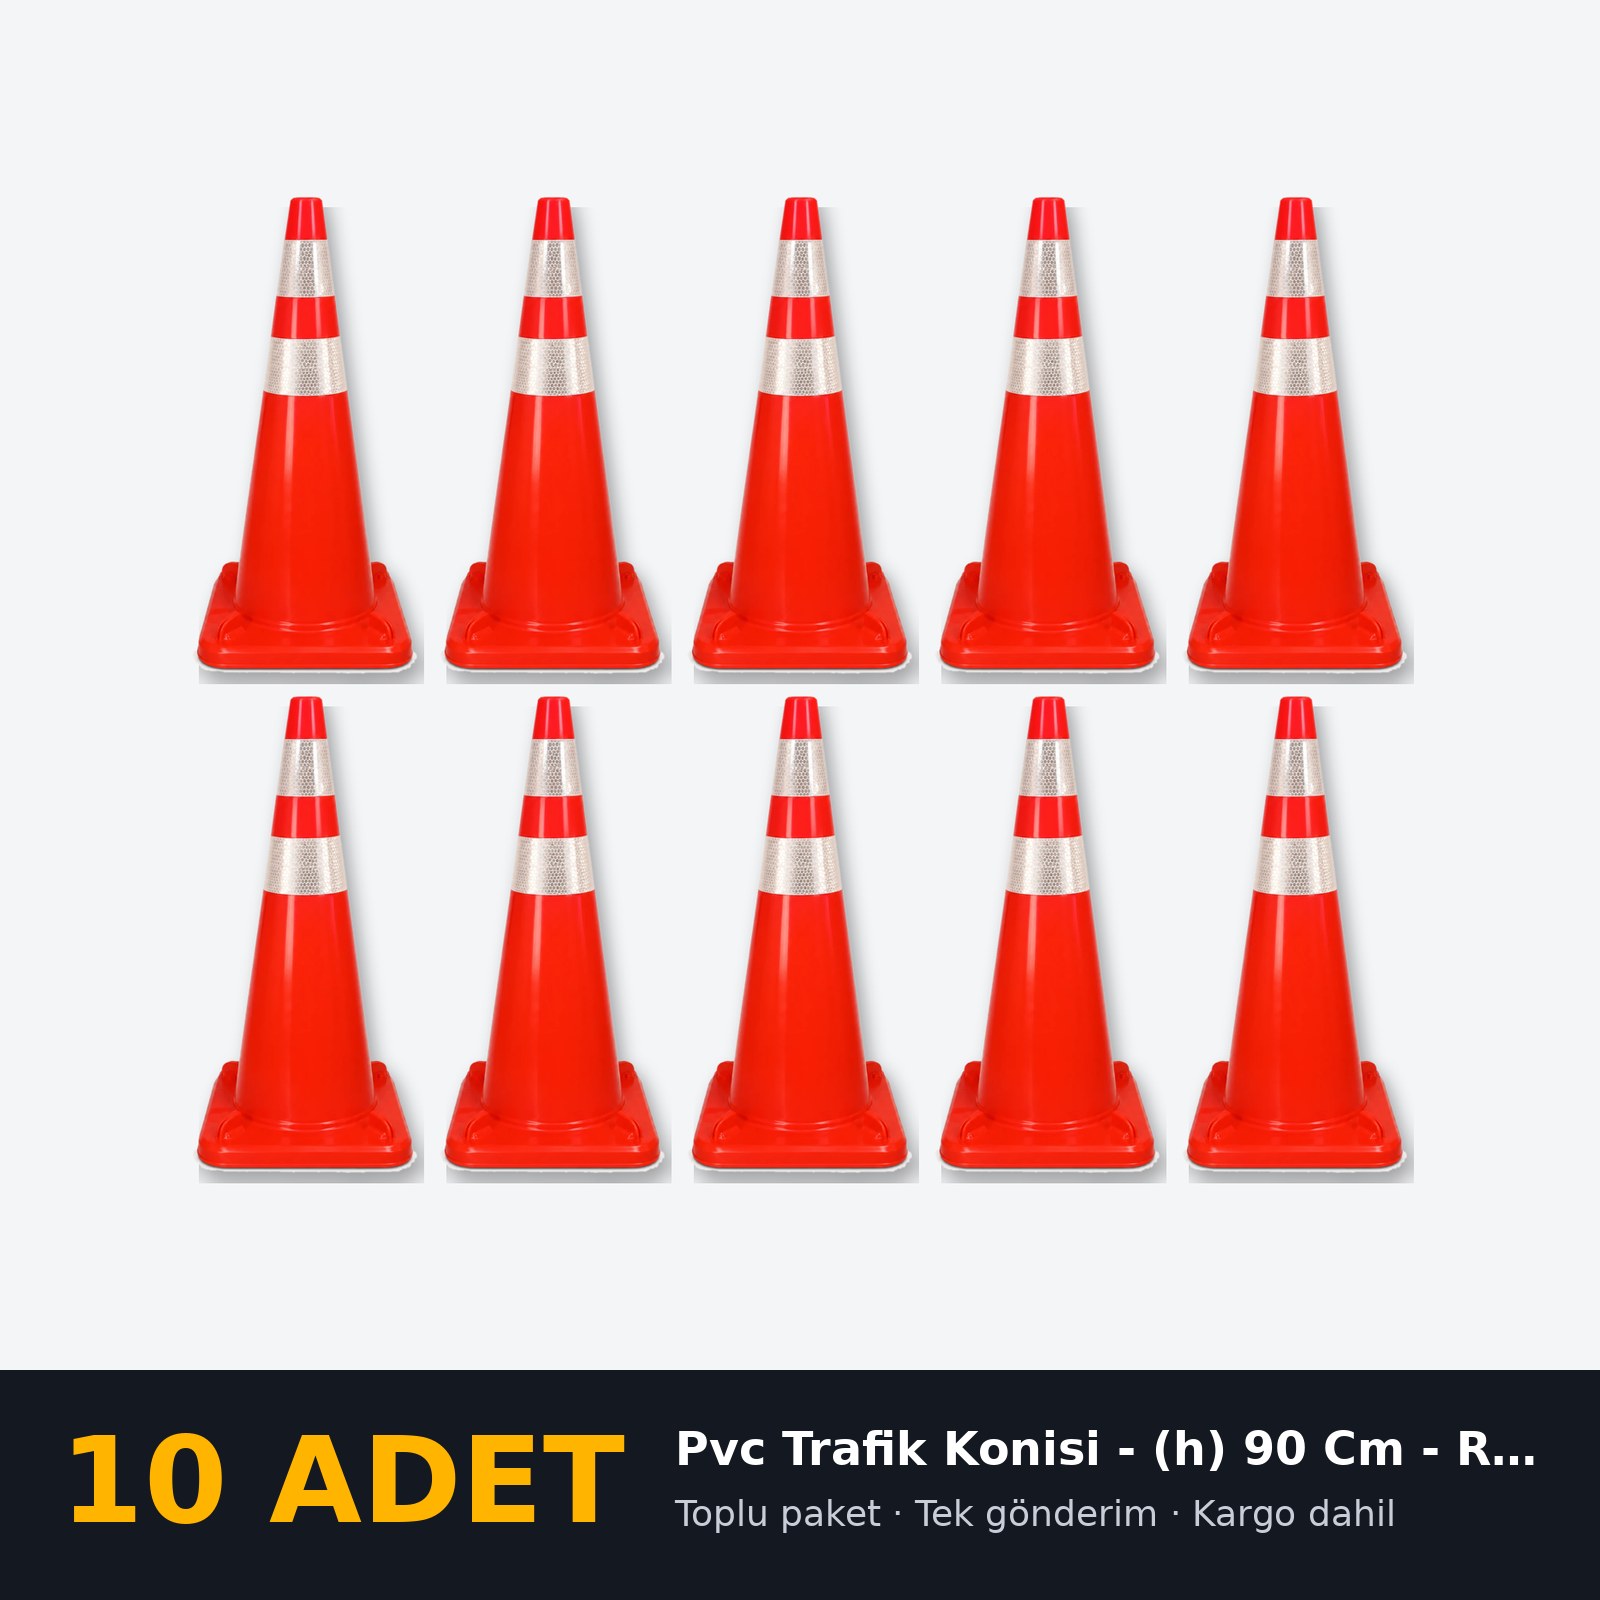 10 ADET
Pvc Trafik Konisi - (h) 90 Cm - R...
Toplu paket · Tek gönderim · Kargo dahil